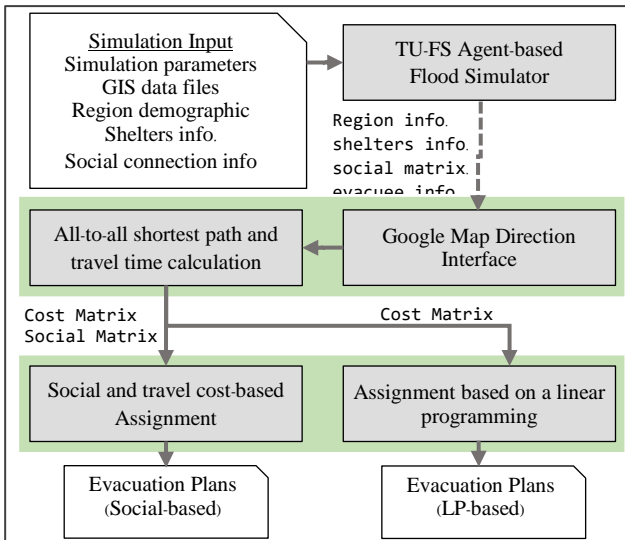 Simulation Input
Simulation parameters
GIS data files
Region demographic
Shelters info.
Social connection info
TU-FS Agent-based
Flood Simulator
Region info.
shelters info.
social matrix.
evacuee info.
All-to-all shortest path and
travel time calculation
Google Map Direction
Interface
Cost Matrix
Social Matrix
Cost Matrix
Social and travel cost-based
Assignment
Assignment based on a linear
programming
Evacuation Plans
(Social-based)
Evacuation Plans
(LP-based)